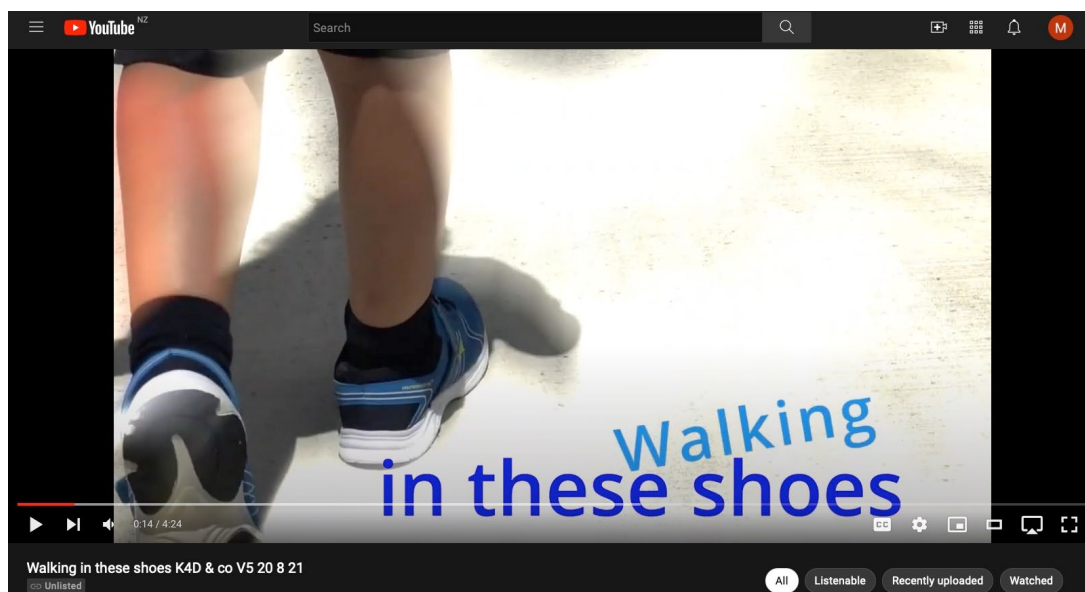 YouTube NZ
Search
M
Walking
in these shoes
0:14 / 4:24
CC
Walking in these shoes K4D & co V5 20 8 21
Unlisted
All
Listenable
Recently uploaded
Watched